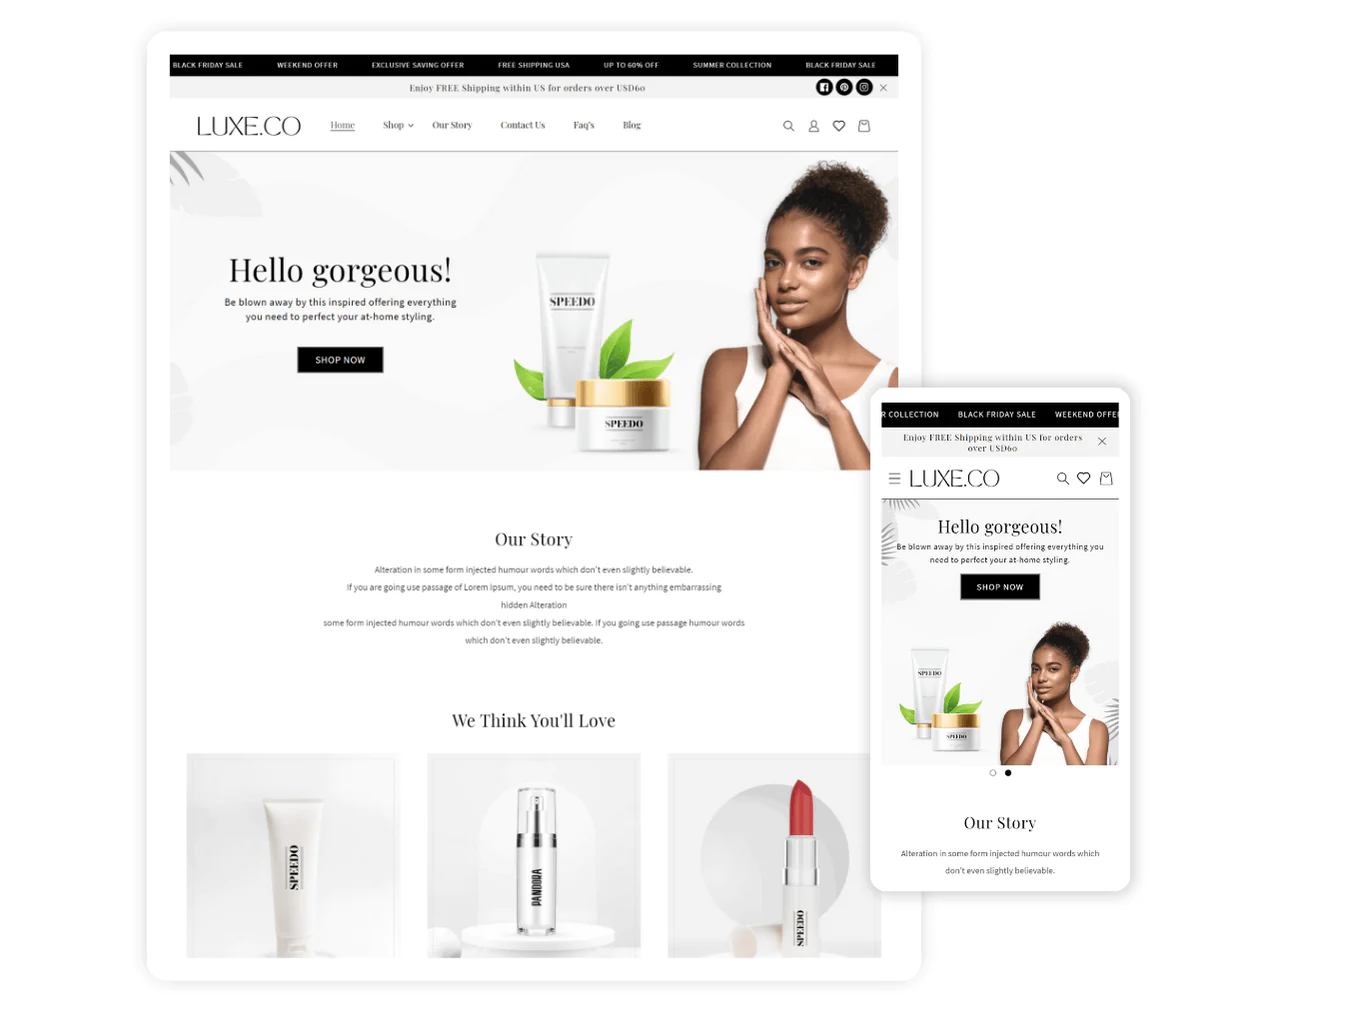 BLACK FRIDAY SALE WEEKEND OFFER EXCLUSIVE SAVING OFFER FREE SHIPPING USA UP TO 60% OFF SUMMER COLLECTION BLACK FRIDAY SALE
Enjoy FREE Shipping within US for orders over USD60
LUXE.CO Home Shop Our Story Contact Us Faq's Blog
Hello gorgeous!
Be blown away by this inspired offering everything
you need to perfect your at-home styling.
SHOP NOW
SPEEDO
SPEEDO
Our Story
Alteration in some form injected humour words which don't even slightly believable.
If you are going use passage of Lorem Ipsum, you need to be sure there isn't anything embarrassing
hidden Alteration
some form injected humour words which don't even slightly believable. If you going use passage humour words
which don't even slightly believable.
We Think You'll Love
SPEEDO
PANDORA
SPEEDO
R COLLECTION BLACK FRIDAY SALE WEEKEND OFFE
Enjoy FREE Shipping within US for orders
over USD60
LUXE.CO
Hello gorgeous!
Be blown away by this inspired offering everything you
need to perfect your at-home styling.
SHOP NOW
SPEEDO
SPEEDO
Our Story
Alteration in some form injected humour words which
don't even slightly believable.